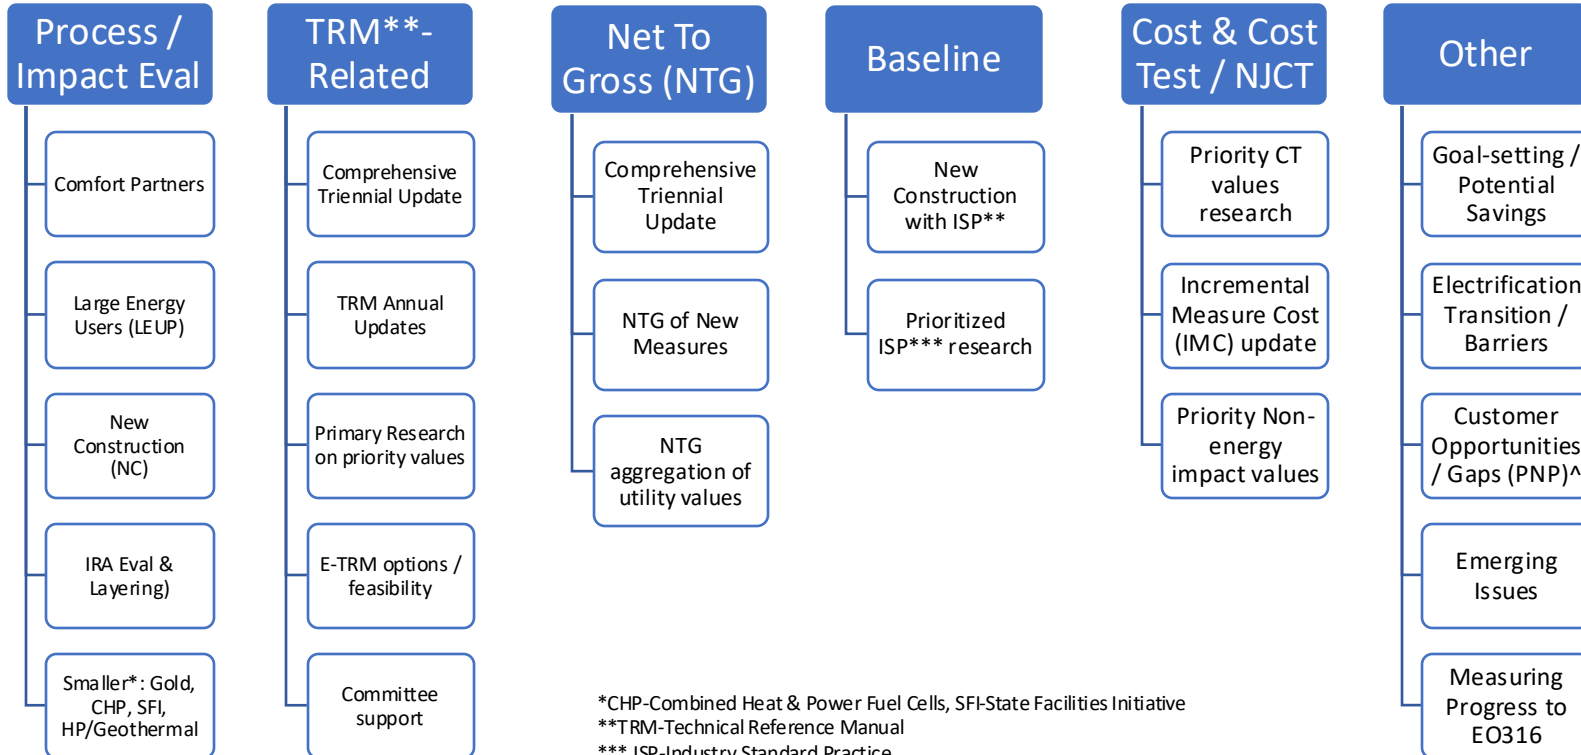 Process /
Impact Eval
Comfort Partners
Large Energy
Users (LEUP)
New
Construction
(NC)
IRA Eval &
Layering)
Smaller*: Gold,
CHP, SFI,
HP/Geothermal
TRM**-
Related
Comprehensive
Triennial Update
TRM Annual
Updates
Primary Research
on priority values
E-TRM options /
feasibility
Committee
support
Net To
Gross (NTG)
Comprehensive
Triennial
Update
NTG of New
Measures
NTG
aggregation of
utility values
Baseline
New
Construction
with ISP**
Prioritized
ISP*** research
Cost & Cost
Test / NJCT
Priority CT
values
research
Incremental
Measure Cost
(IMC) update
Priority Non-
energy
impact values
Other
Goal-setting /
Potential
Savings
Electrification
Transition /
Barriers
Customer
Opportunities
/ Gaps (PNP)^
Emerging
Issues
Measuring
Progress to
EO316
*CHP-Combined Heat & Power Fuel Cells, SFI-State Facilities Initiative
**TRM-Technical Reference Manual
*** ISP-Industry Standard Practice